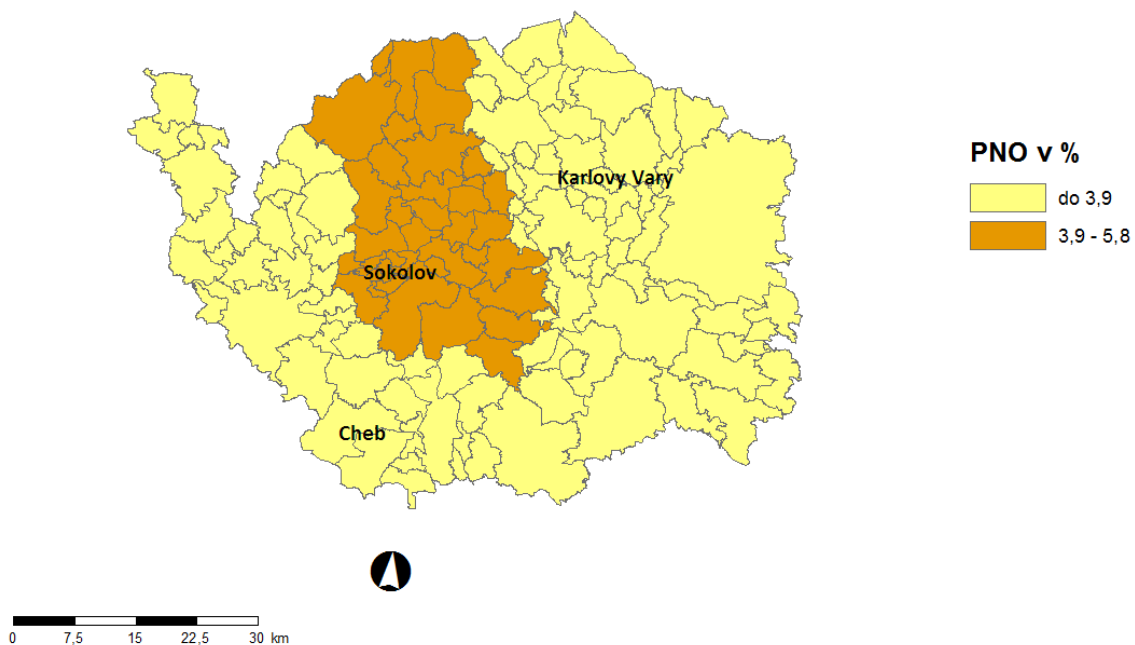 Karlovy Vary
Sokolov
Cheb
PNO v %
do 3,9
3,9 - 5,8
0 7,5 15 22,5 30 km